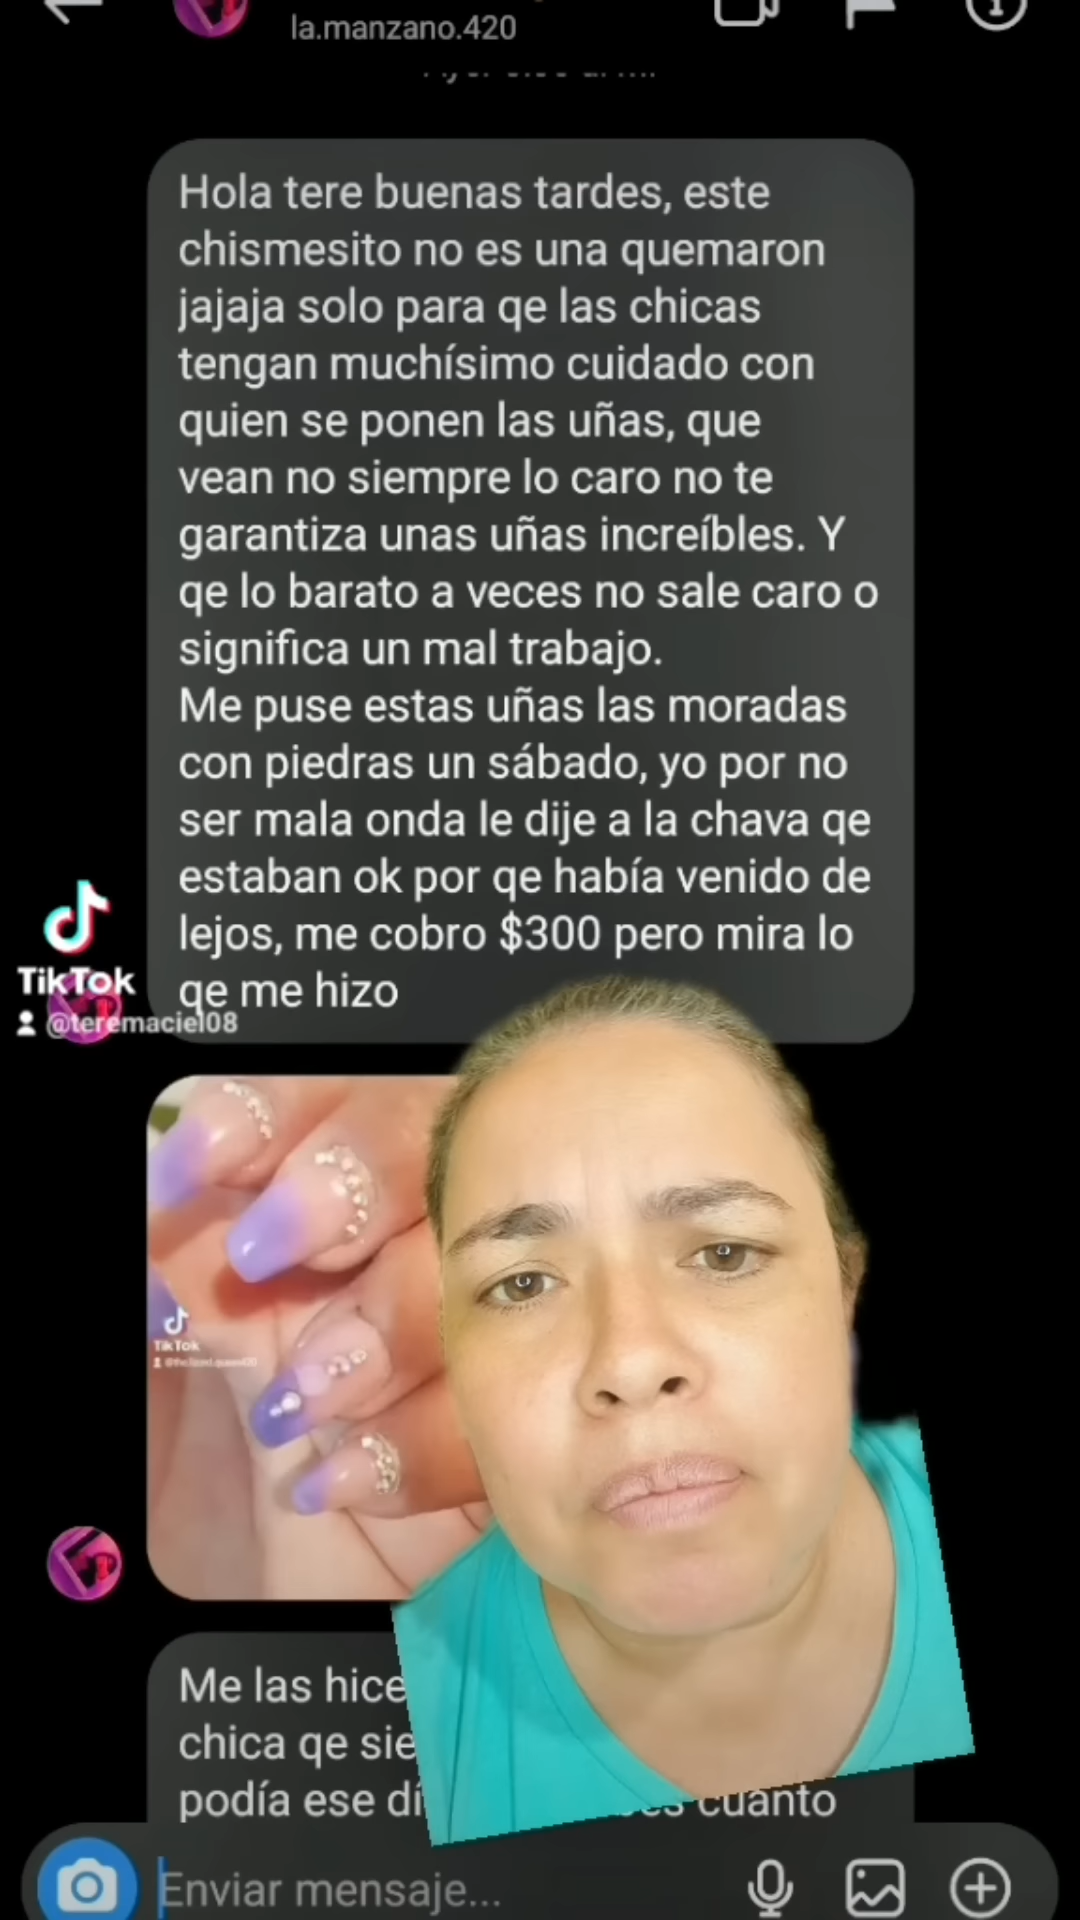 la.manzano.420
Hola tere buenas tardes, este
chismesito no es una quemaron
jajaja solo para qe las chicas
tengan muchísimo cuidado con
quien se ponen las uñas, que
vean no siempre lo caro no te
garantiza unas uñas increíbles. Y
qe lo barato a veces no sale caro o
significa un mal trabajo.
Me puse estas uñas las moradas
con piedras un sábado, yo por no
ser mala onda le dije a la chava qe
estaban ok por qe había venido de
lejos, me cobro $300 pero mira lo
qe me hizo
TikTok
@teremaciel08
TikTok
Me las hice
chica qe sie
podía ese dí
cuanto
Enviar mensaje...